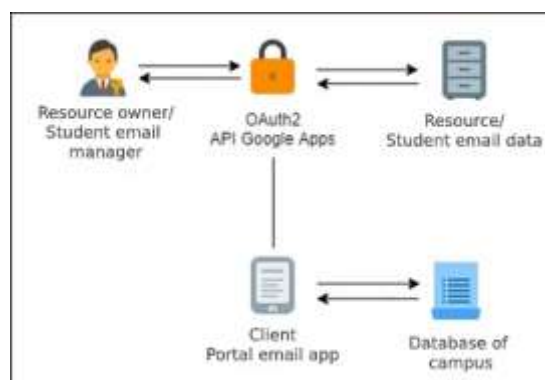 Resource owner/
Student email
manager
OAuth2
API Google Apps
Resource/
Student email data
Client
Portal email app
Database of
campus